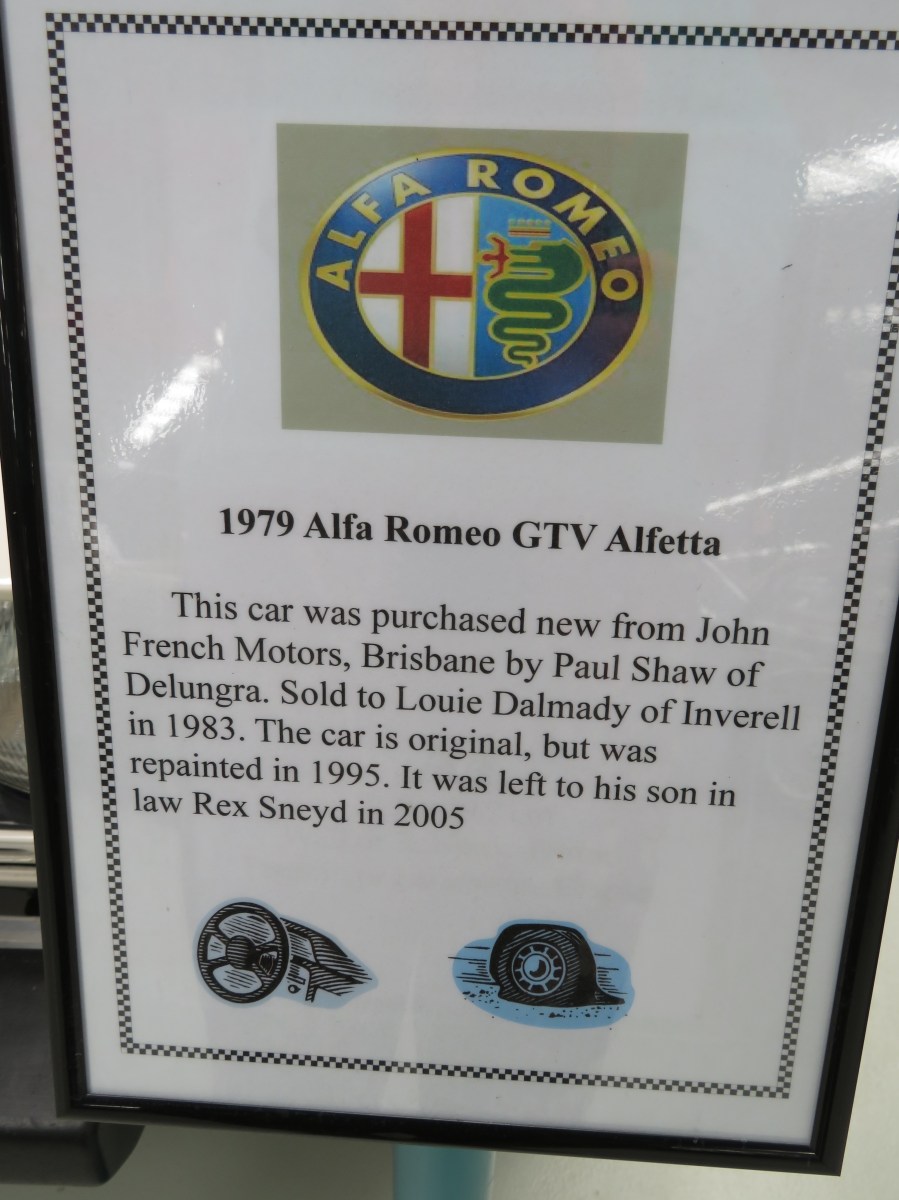 ALFA ROMEO
1979 Alfa Romeo GTV Alfetta
This car was purchased new from John
French Motors, Brisbane by Paul Shaw of
Delungra. Sold to Louie Dalmady of Inverell
in 1983. The car is original, but was
repainted in 1995. It was left to his son in
law Rex Sneyd in 2005